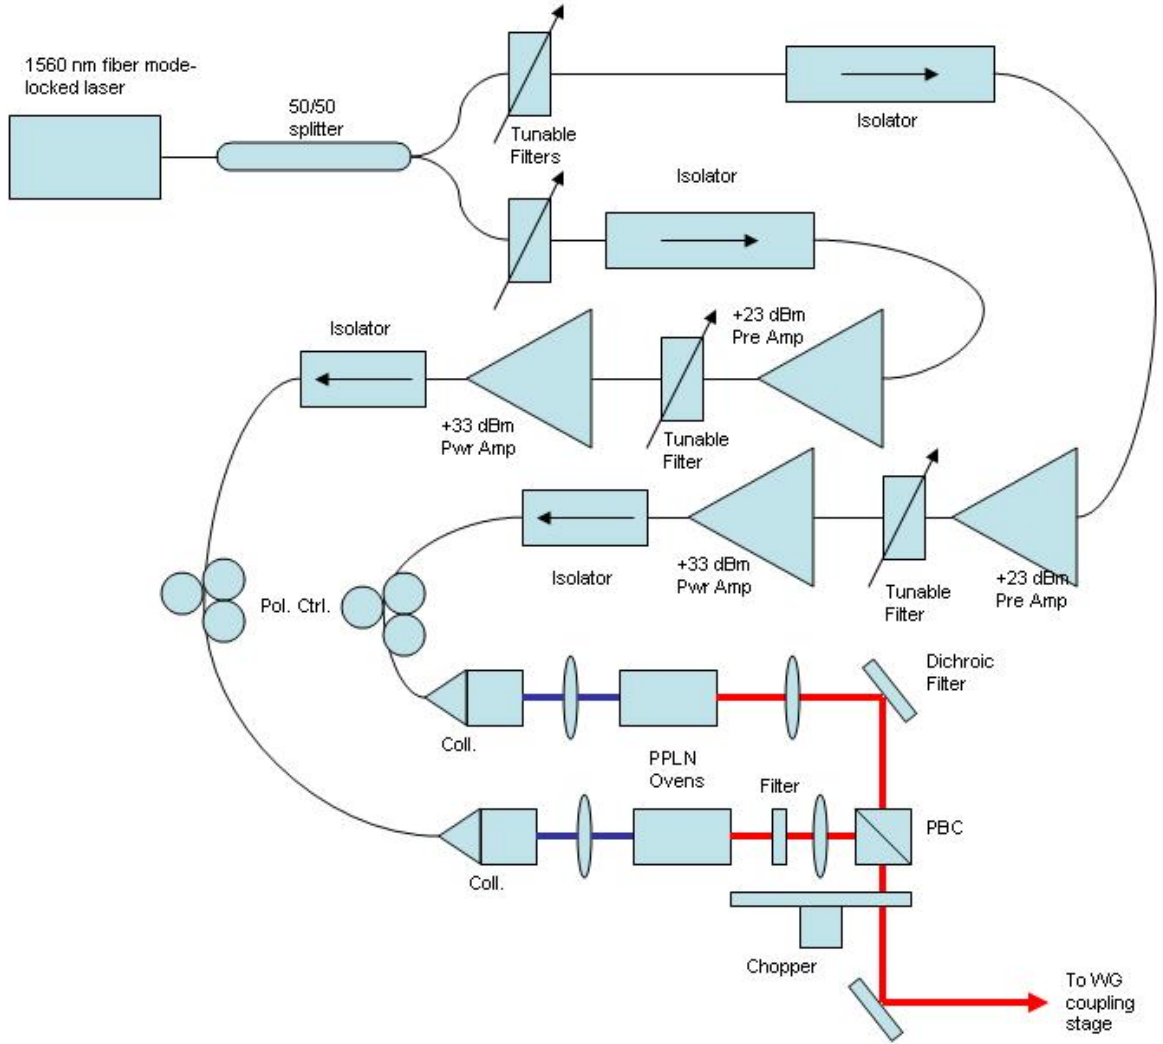 1560 nm fiber mode-
locked laser
50/50
splitter
Tunable
Filters
Isolator
Isolator
+23 dBm
Pre Amp
Isolator
+33 dBm
Pwr Amp
Tunable
Filter
Isolator
+33 dBm
Pwr Amp
Tunable
Filter
+23 dBm
Pre Amp
Pol. Ctrl.
Dichroic
Filter
Coll.
PPLN
Ovens
Filter
PBC
Coll.
Chopper
To WG
coupling
stage